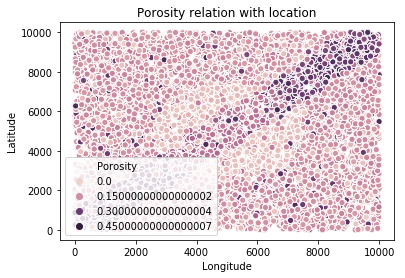 Porosity relation with location
10000
8000
6000
4000
2000
0
Latitude
Porosity
0.0
0.15000000000000002
0.30000000000000004
0.45000000000000007
0 2000 4000 6000 8000 10000
Longitude